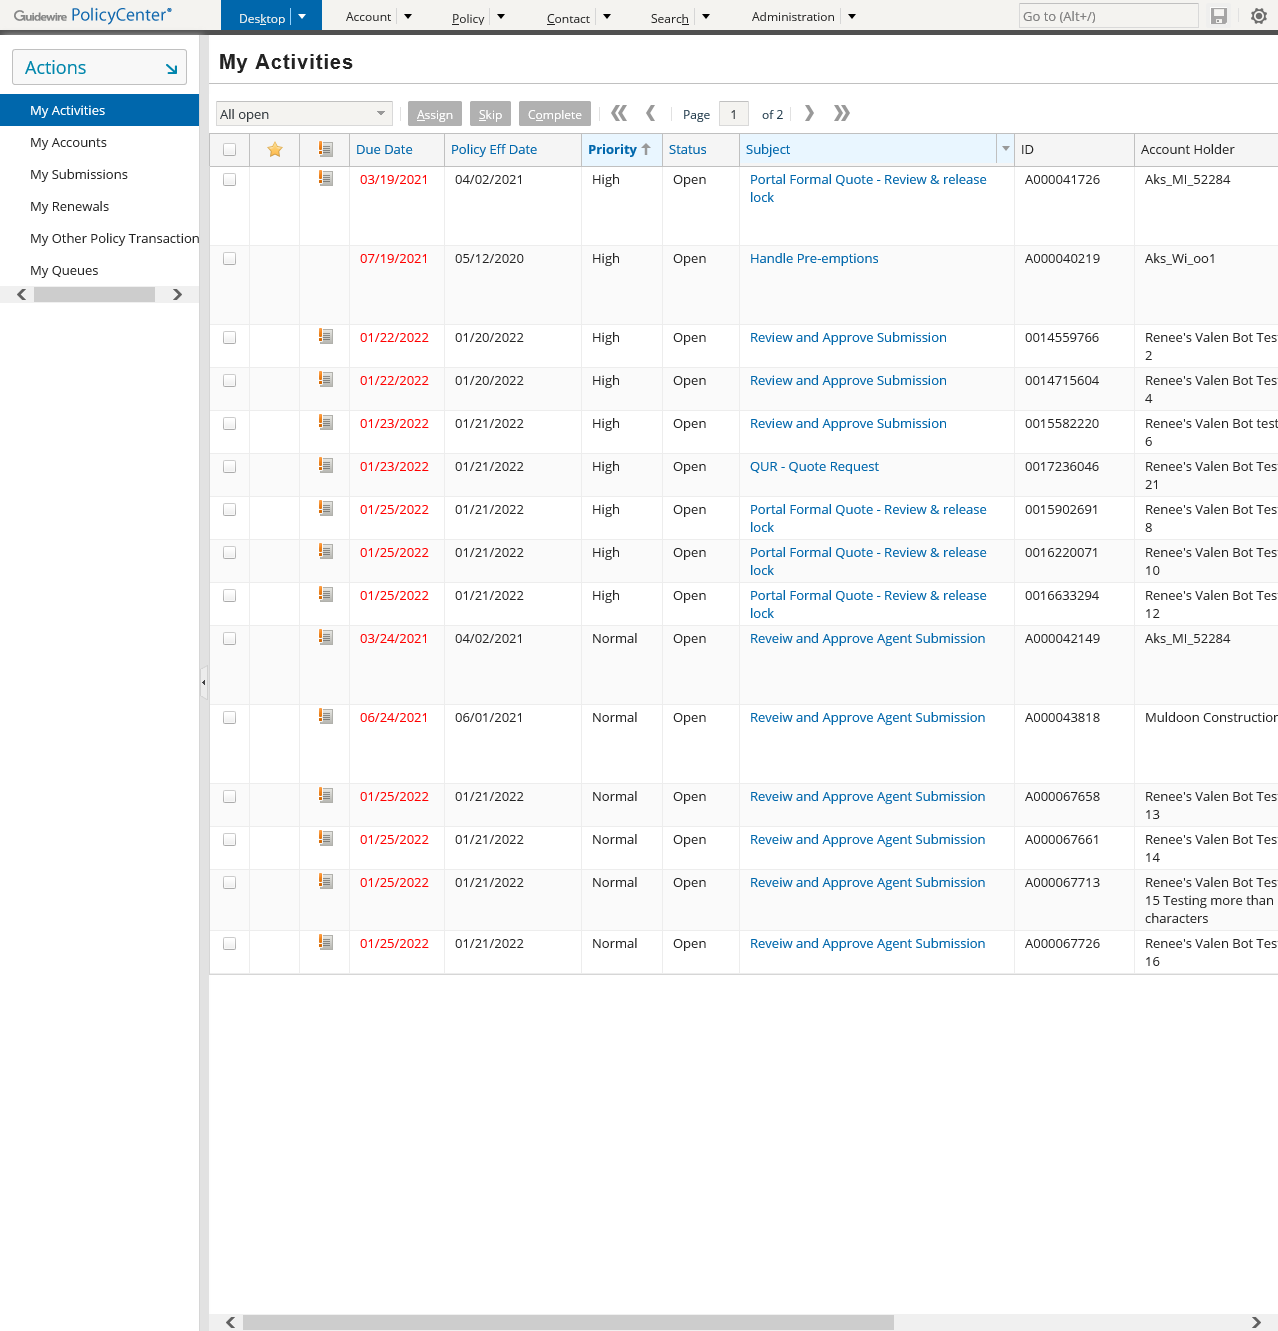 Guidewire PolicyCenter®
Desktop
Account
Policy
Contact
Search
Administration
Go to (Alt+/)
Actions
My Activities
My Accounts
My Submissions
My Renewals
My Other Policy Transaction
My Queues
My Activities
All open Assign Skip Complete Page 1 of 2
Due Date Policy Eff Date Priority Status Subject ID Account Holder
03/19/2021 04/02/2021 High Open Portal Formal Quote - Review & release A000041726 Aks_MI_52284
lock
07/19/2021 05/12/2020 High Open Handle Pre-emptions A000040219 Aks_Wi_oo1
01/22/2022 01/20/2022 High Open Review and Approve Submission 0014559766 Renee's Valen Bot Tes
2
01/22/2022 01/20/2022 High Open Review and Approve Submission 0014715604 Renee's Valen Bot Tes
4
01/23/2022 01/21/2022 High Open Review and Approve Submission 0015582220 Renee's Valen Bot test
6
01/23/2022 01/21/2022 High Open QUR - Quote Request 0017236046 Renee's Valen Bot Tes
21
01/25/2022 01/21/2022 High Open Portal Formal Quote - Review & release 0015902691 Renee's Valen Bot Tes
lock 8
01/25/2022 01/21/2022 High Open Portal Formal Quote - Review & release 0016220071 Renee's Valen Bot Tes
lock 10
01/25/2022 01/21/2022 High Open Portal Formal Quote - Review & release 0016633294 Renee's Valen Bot Tes
lock 12
03/24/2021 04/02/2021 Normal Open Reveiw and Approve Agent Submission A000042149 Aks_MI_52284
06/24/2021 06/01/2021 Normal Open Reveiw and Approve Agent Submission A000043818 Muldoon Construction
01/25/2022 01/21/2022 Normal Open Reveiw and Approve Agent Submission A000067658 Renee's Valen Bot Tes
13
01/25/2022 01/21/2022 Normal Open Reveiw and Approve Agent Submission A000067661 Renee's Valen Bot Tes
14
01/25/2022 01/21/2022 Normal Open Reveiw and Approve Agent Submission A000067713 Renee's Valen Bot Tes
15 Testing more than
characters
01/25/2022 01/21/2022 Normal Open Reveiw and Approve Agent Submission A000067726 Renee's Valen Bot Tes
16